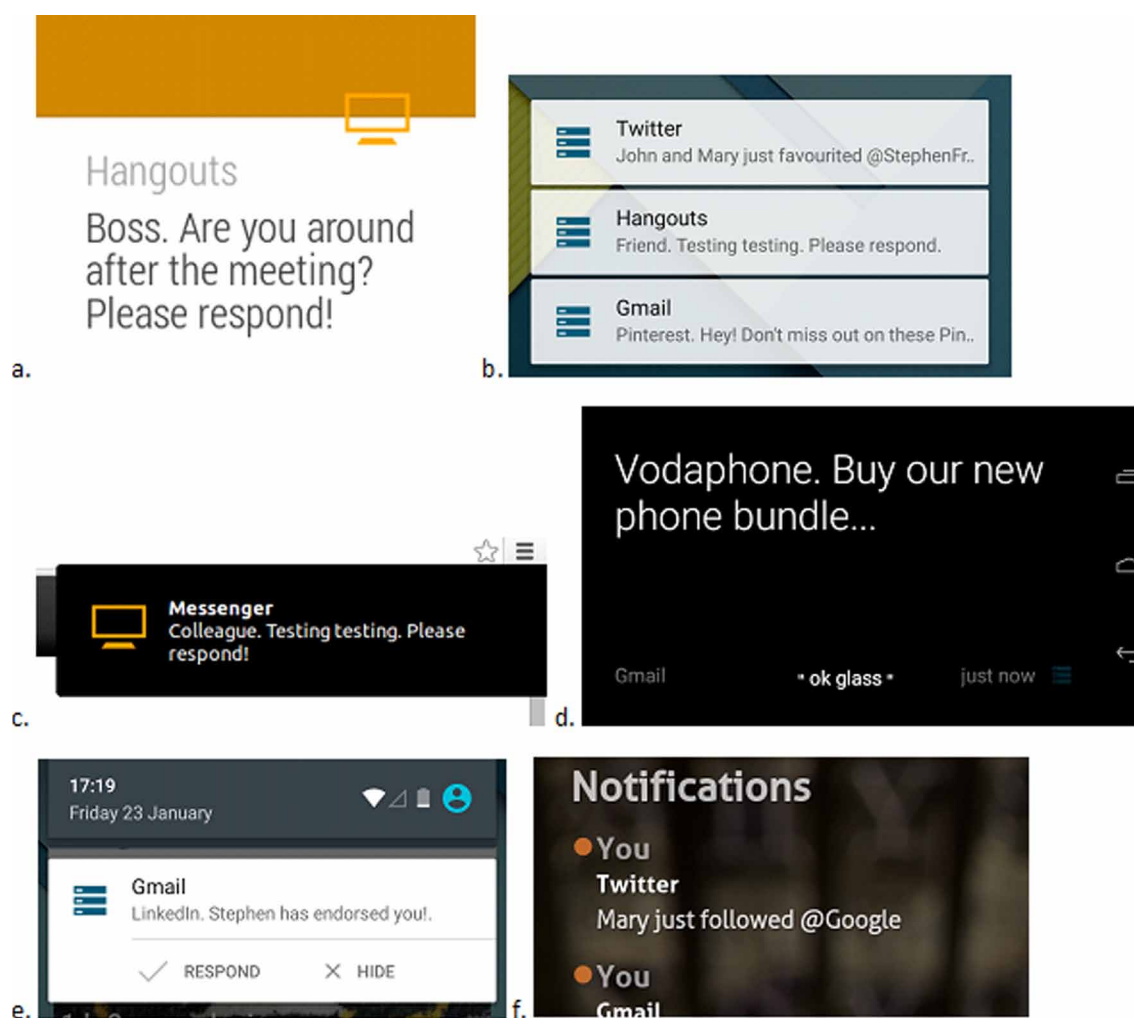 Hangouts
Boss. Are you around
after the meeting?
Please respond!
a.
Twitter
John and Mary just favourited @StephenFr..
Hangouts
Friend. Testing testing. Please respond.
Gmail
Pinterest. Hey! Don't miss out on these Pin..
b.
Messenger
Colleague. Testing testing. Please
respond!
c.
Vodaphone. Buy our new
phone bundle...
Gmail
" ok glass "
just now
d.
17:19
Friday 23 January
Gmail
LinkedIn. Stephen has endorsed you!.
RESPOND
HIDE
e.
Notifications
You
Twitter
Mary just followed @Google
You
Gmail
f.